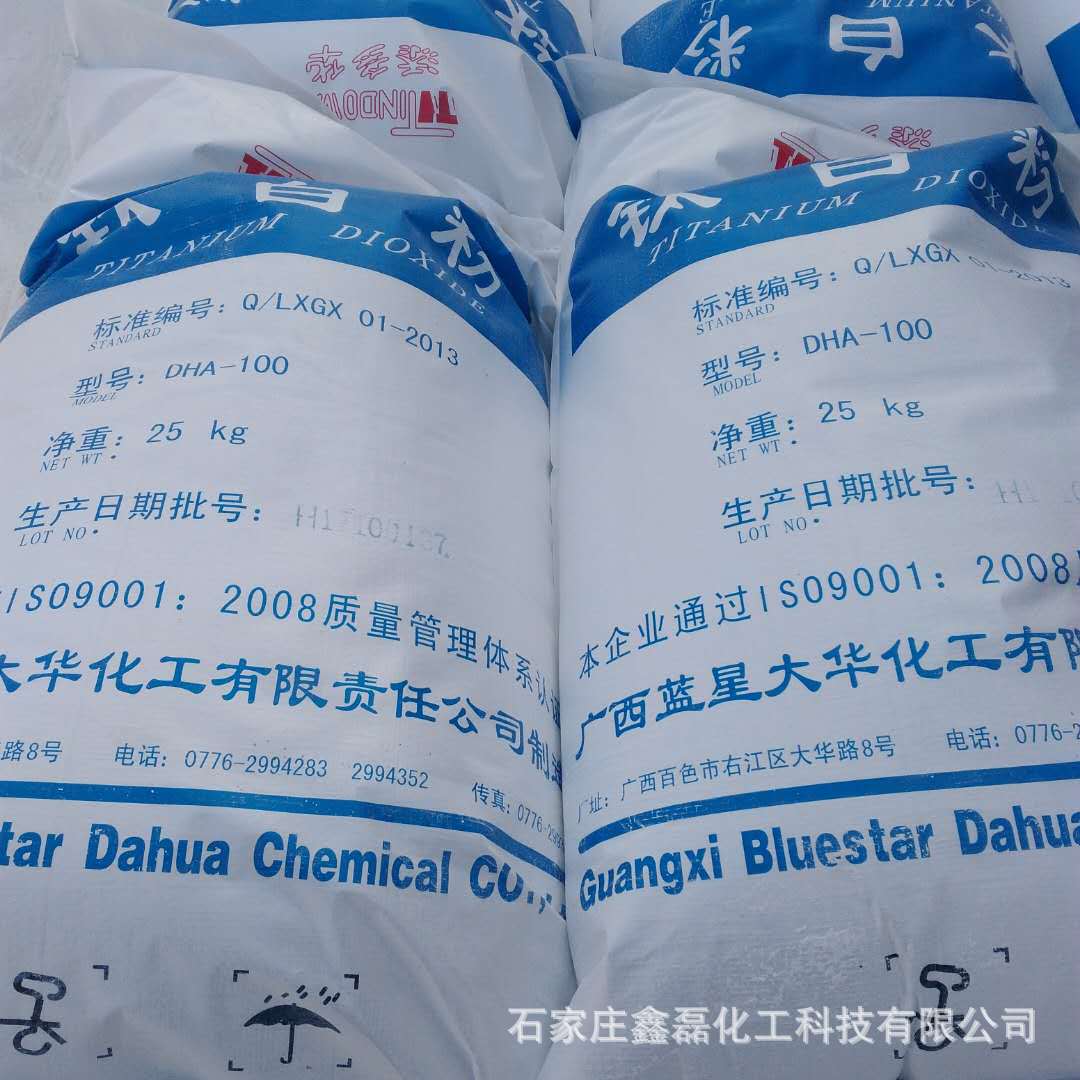 添多炖
TINDOW
白粉
钛白粉
TITANIUM DIOXIDE
标准编号: Q/LXGX 01-2013
STANDARD
型号: DHA-100
MODEL
净重: 25 kg
NET WT.
生产日期批号:
LOT NO.
ISO9001: 2008质量管理体系认
大华化工有限责任公司制造
路8号 电话: 0776-2994283 2994352 传真: 0776-299
tar Dahua Chemical CO.,
钛白粉
TITANIUM DIOXIDE
标准编号: Q/LXGX 01-2013
STANDARD
型号: DHA-100
MODEL
净重: 25 kg
NET WT.
生产日期批号:
LOT NO.
本企业通过ISO9001: 2008
广西蓝星大华化工有限
厂址: 广西百色市右江区大华路8号 电话: 0776-
Guangxi Bluestar Dahua
石家庄鑫磊化工科技有限公司